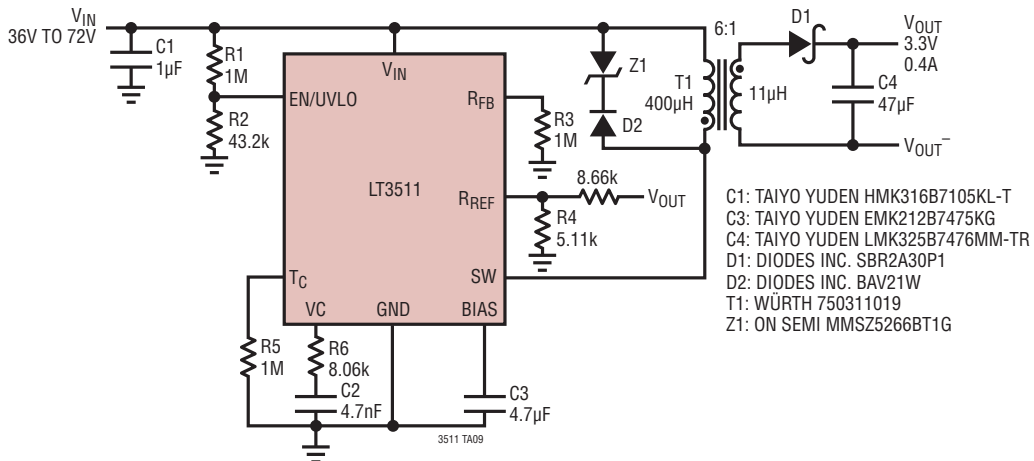 VIN
36V TO 72V
C1
1µF
R1
1M
R2
43.2k
EN/UVLO
VIN
RFB
LT3511
RREF
TC
SW
VC
GND
BIAS
R3
1M
8.66k
VOUT
R4
5.11k
Z1
D2
6:1
T1
400µH
11µH
D1
VOUT
3.3V
0.4A
C4
47µF
VOUT–
R5
1M
R6
8.06k
C2
4.7nF
C3
4.7µF
3511 TA09
C1: TAIYO YUDEN HMK316B7105KL-T
C3: TAIYO YUDEN EMK212B7475KG
C4: TAIYO YUDEN LMK325B7476MM-TR
D1: DIODES INC. SBR2A30P1
D2: DIODES INC. BAV21W
T1: WÜRTH 750311019
Z1: ON SEMI MMSZ5266BT1G